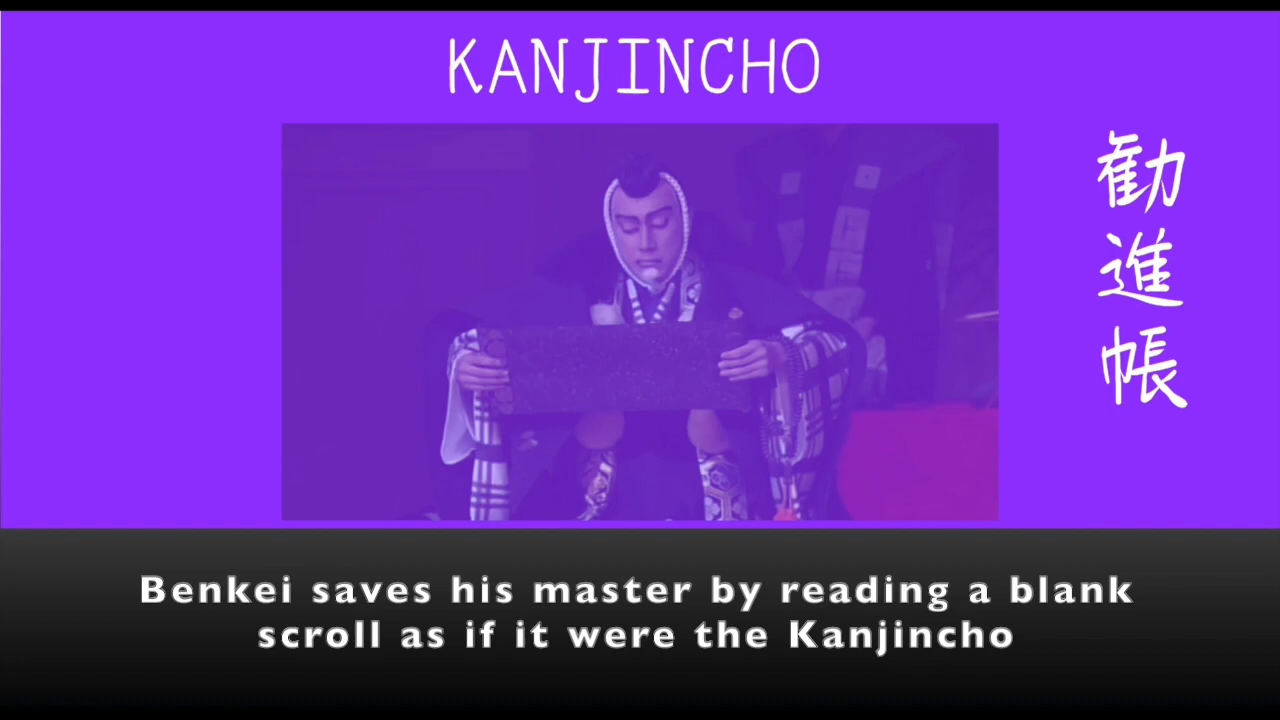 KANJINCHO
勧進帳
Benkei saves his master by reading a blank
scroll as if it were the Kanjincho